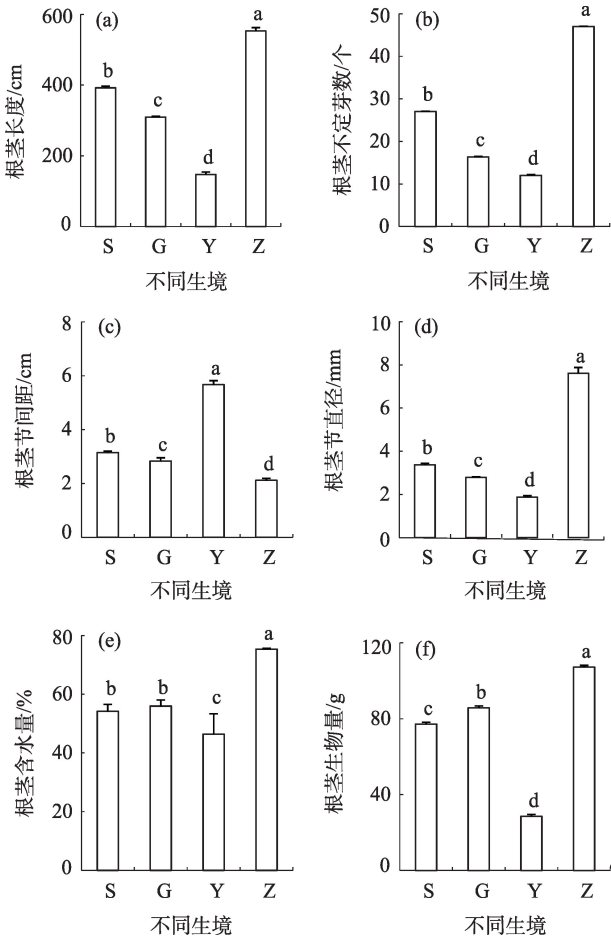 (a)
根茎长度/cm
600
400
200
0
b
c
d
a
S G Y Z
不同生境
(b)
根茎不定芽数/个
50
40
30
20
10
0
b
c
d
a
S G Y Z
不同生境
(c)
根茎节间距/cm
8
6
4
2
0
b
c
a
d
S G Y Z
不同生境
(d)
根茎节直径/mm
10
8
6
4
2
0
b
c
d
a
S G Y Z
不同生境
(e)
根茎含水量/%
80
60
40
20
0
b
b
c
a
S G Y Z
不同生境
(f)
根茎生物量/g
120
80
40
0
c
b
d
a
S G Y Z
不同生境